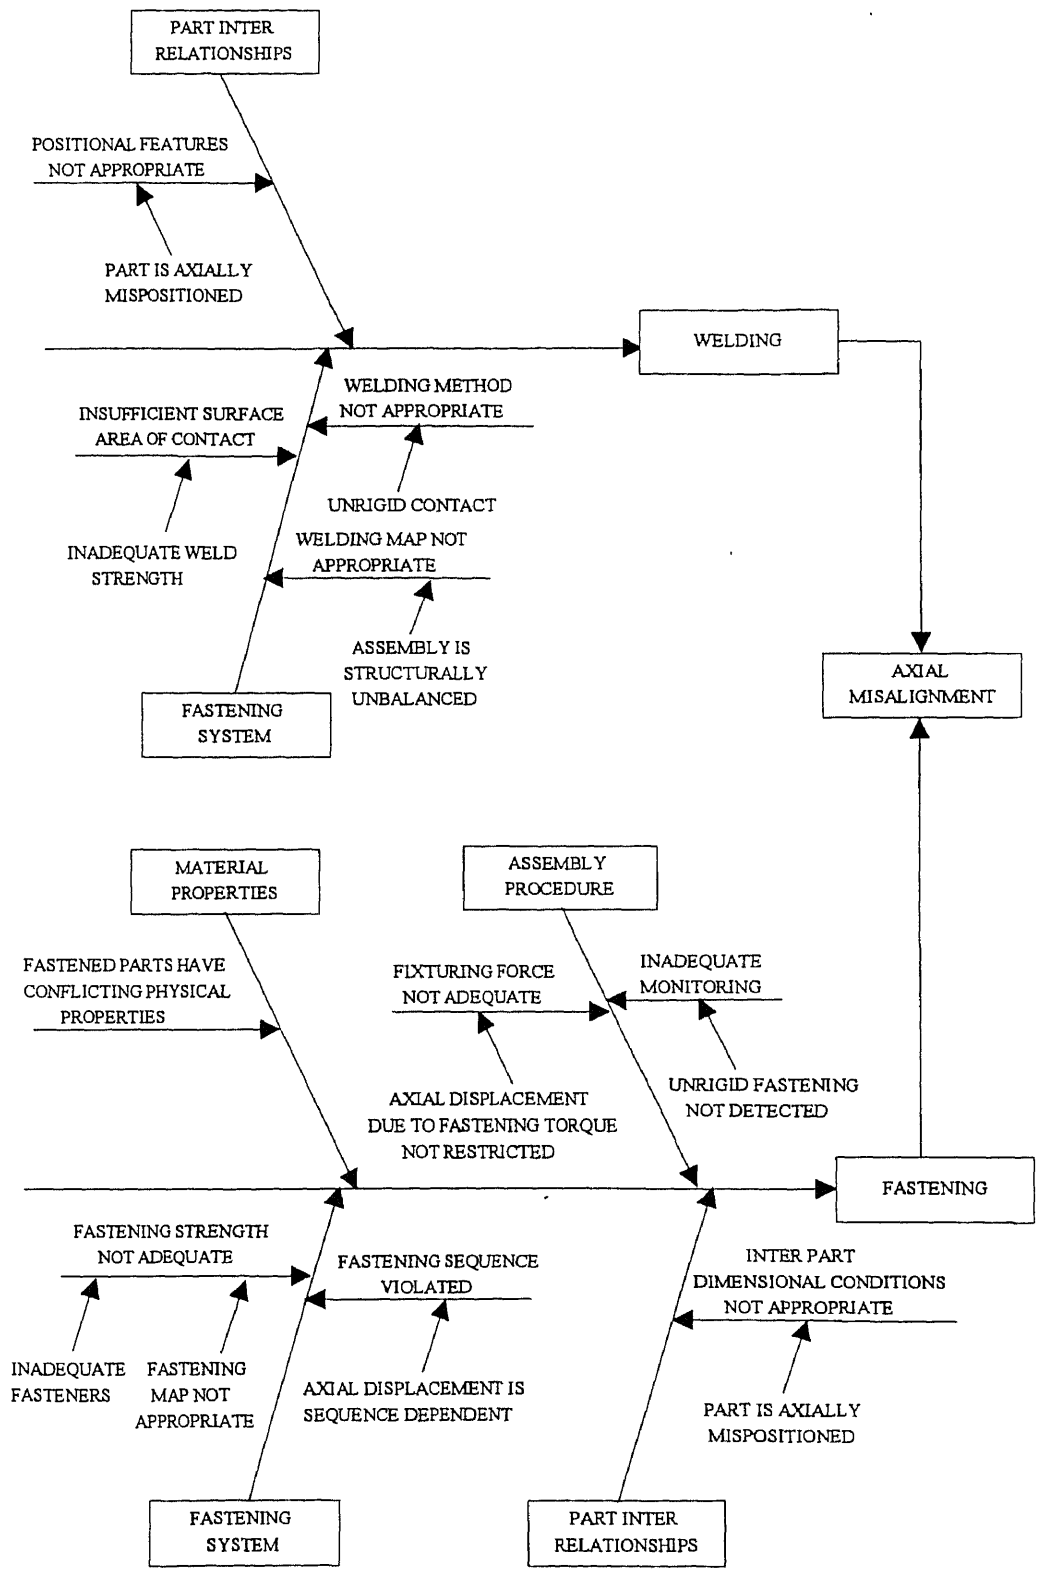 PART INTER
RELATIONSHIPS
POSITIONAL FEATURES
NOT APPROPRIATE
PART IS AXIALLY
MISPOSITIONED
WELDING
WELDING METHOD
NOT APPROPRIATE
INSUFFICIENT SURFACE
AREA OF CONTACT
UNRIGID CONTACT
INADEQUATE WELD
STRENGTH
WELDING MAP NOT
APPROPRIATE
ASSEMBLY IS
STRUCTURALLY
UNBALANCED
AXIAL
MISALIGNMENT
FASTENING
SYSTEM
MATERIAL
PROPERTIES
ASSEMBLY
PROCEDURE
FASTENED PARTS HAVE
CONFLICTING PHYSICAL
PROPERTIES
FIXTURING FORCE
NOT ADEQUATE
INADEQUATE
MONITORING
AXIAL DISPLACEMENT
DUE TO FASTENING TORQUE
NOT RESTRICTED
UNRIGID FASTENING
NOT DETECTED
FASTENING
FASTENING STRENGTH
NOT ADEQUATE
FASTENING SEQUENCE
VIOLATED
INTER PART
DIMENSIONAL CONDITIONS
NOT APPROPRIATE
INADEQUATE
FASTENERS
FASTENING
MAP NOT
APPROPRIATE
AXIAL DISPLACEMENT IS
SEQUENCE DEPENDENT
PART IS AXIALLY
MISPOSITIONED
FASTENING
SYSTEM
PART INTER
RELATIONSHIPS